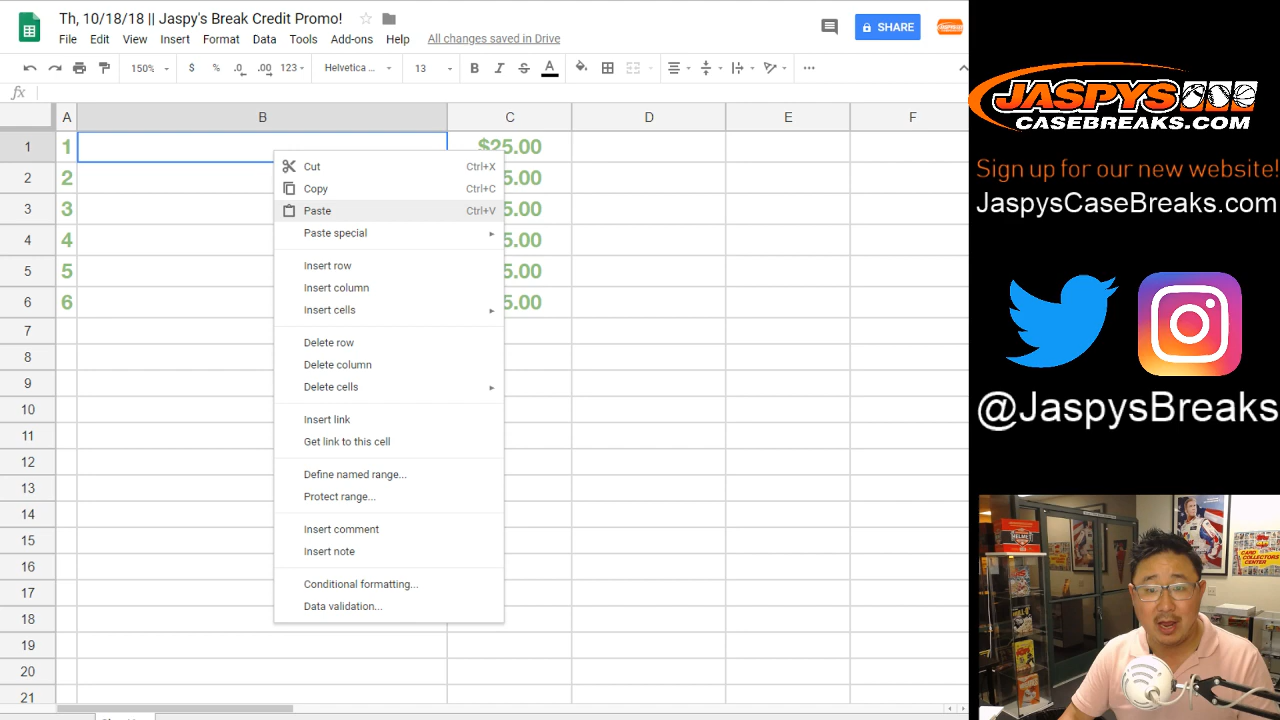 Th, 10/18/18 || Jaspy's Break Credit Promo!
File Edit View Insert Format Data Tools Add-ons Help All changes saved in Drive
SHARE
150% $ % .0 .00 123 Helvetica ... 13 B I S A
fx
A B C D E F
1 1 $25.00
2 2 5.00
3 3 5.00
4 4 5.00
5 5 5.00
6 6 5.00
7
8
9
10
11
12
13
14
15
16
17
18
19
20
21
Cut Ctrl+X
Copy Ctrl+C
Paste Ctrl+V
Paste special
Insert row
Insert column
Insert cells
Delete row
Delete column
Delete cells
Insert link
Get link to this cell
Define named range...
Protect range...
Insert comment
Insert note
Conditional formatting...
Data validation...
JASPYS
CASEBREAKS.COM
Sign up for our new website!
JaspysCaseBreaks.com
@JaspysBreaks
CARD
COLLECTORS
CENTER
HELMET